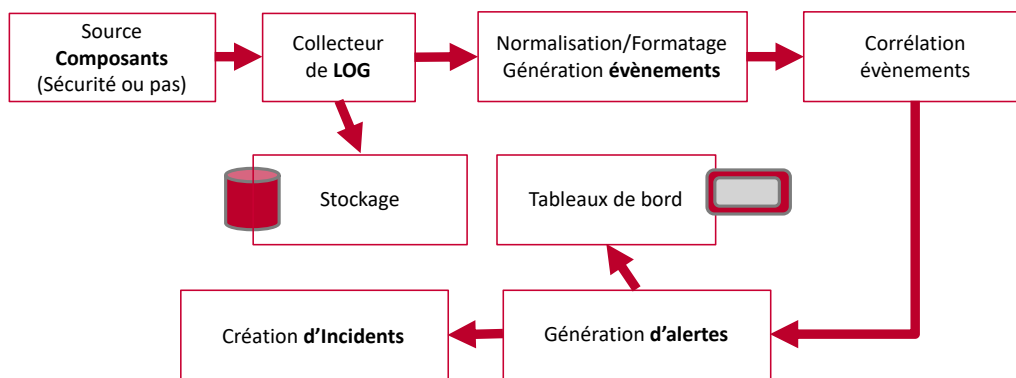 Source
Composants
(Sécurité ou pas)
Collecteur
de LOG
Normalisation/Formatage
Génération évènements
Corrélation
évènements
Stockage
Tableaux de bord
Création d'Incidents
Génération d'alertes